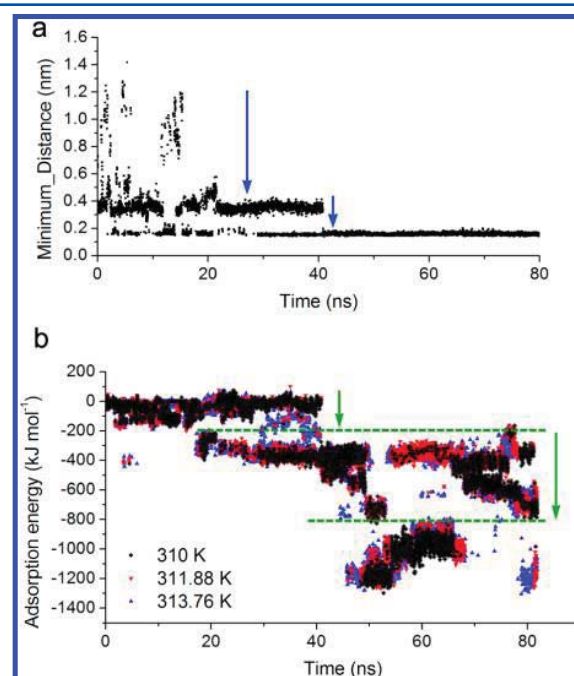 a
1.6
1.4
1.2
1.0
0.8
0.6
0.4
0.2
0.0
Minimum_Distance (nm)
0 20 40 60 80
Time (ns)
b
200
0
-200
-400
-600
-800
-1000
-1200
-1400
Adsorption energy (kJ mol⁻¹)
310 K
311.88 K
313.76 K
0 20 40 60 80
Time (ns)